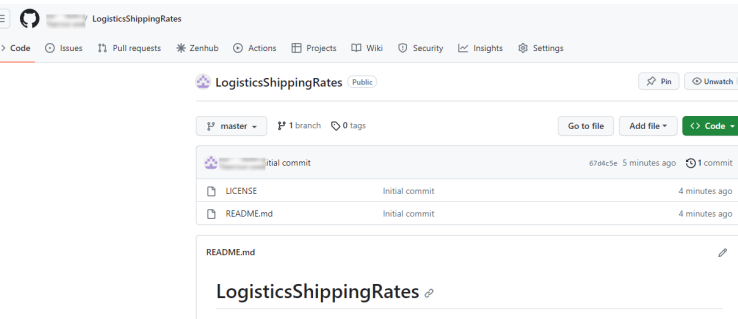 LogisticsShippingRates
Code Issues Pull requests Zenhub Actions Projects Wiki Security Insights Settings
LogisticsShippingRates Public Pin Unwatch
master 1 branch 0 tags Go to file Add file Code
itial commit 67d4c5e 5 minutes ago 1 commit
LICENSE Initial commit 4 minutes ago
README.md Initial commit 4 minutes ago
README.md
LogisticsShippingRates